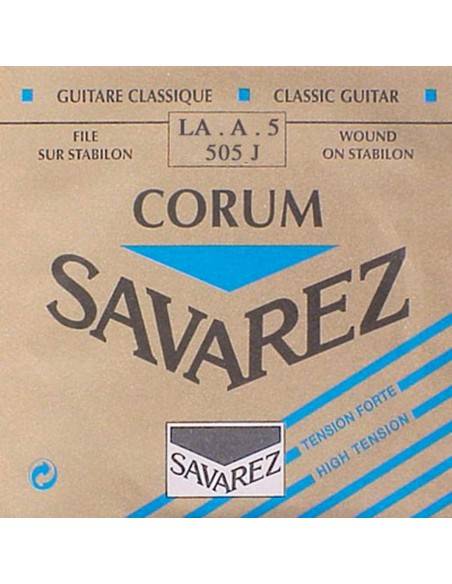 GUITARE CLASSIQUE CLASSIC GUITAR
FILE
SUR STABILON
LA . A . 5
505 J
WOUND
ON STABILON
CORUM
SAVAREZ
TENSION FORTE
HIGH TENSION
SAVAREZ